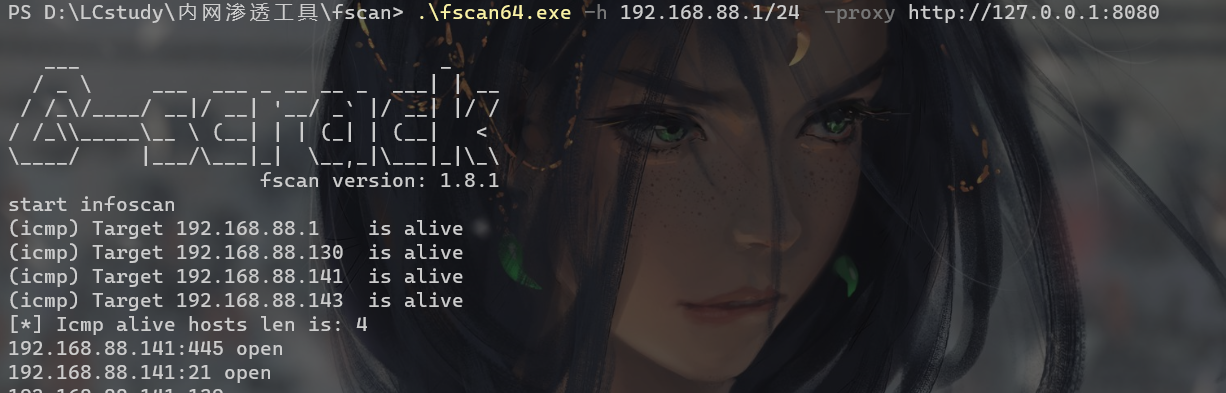 PS D:\LCstudy\内网渗透工具\fscan> .\fscan64.exe -h 192.168.88.1/24  -proxy http://127.0.0.1:8080
   ___                              _
  / _ \     ___  ___ _ __ __ _  ___| | __
 / /_\/____/ __|/ __| '__/ _` |/ __| |/ /
/ /_\\_____\__ \ (__| | | (_| | (__|   <
\____/     |___/\___|_|  \__,_|\___|_|\_\
                     fscan version: 1.8.1
start infoscan
(icmp) Target 192.168.88.1    is alive
(icmp) Target 192.168.88.130  is alive
(icmp) Target 192.168.88.141  is alive
(icmp) Target 192.168.88.143  is alive
[*] Icmp alive hosts len is: 4
192.168.88.141:445 open
192.168.88.141:21 open